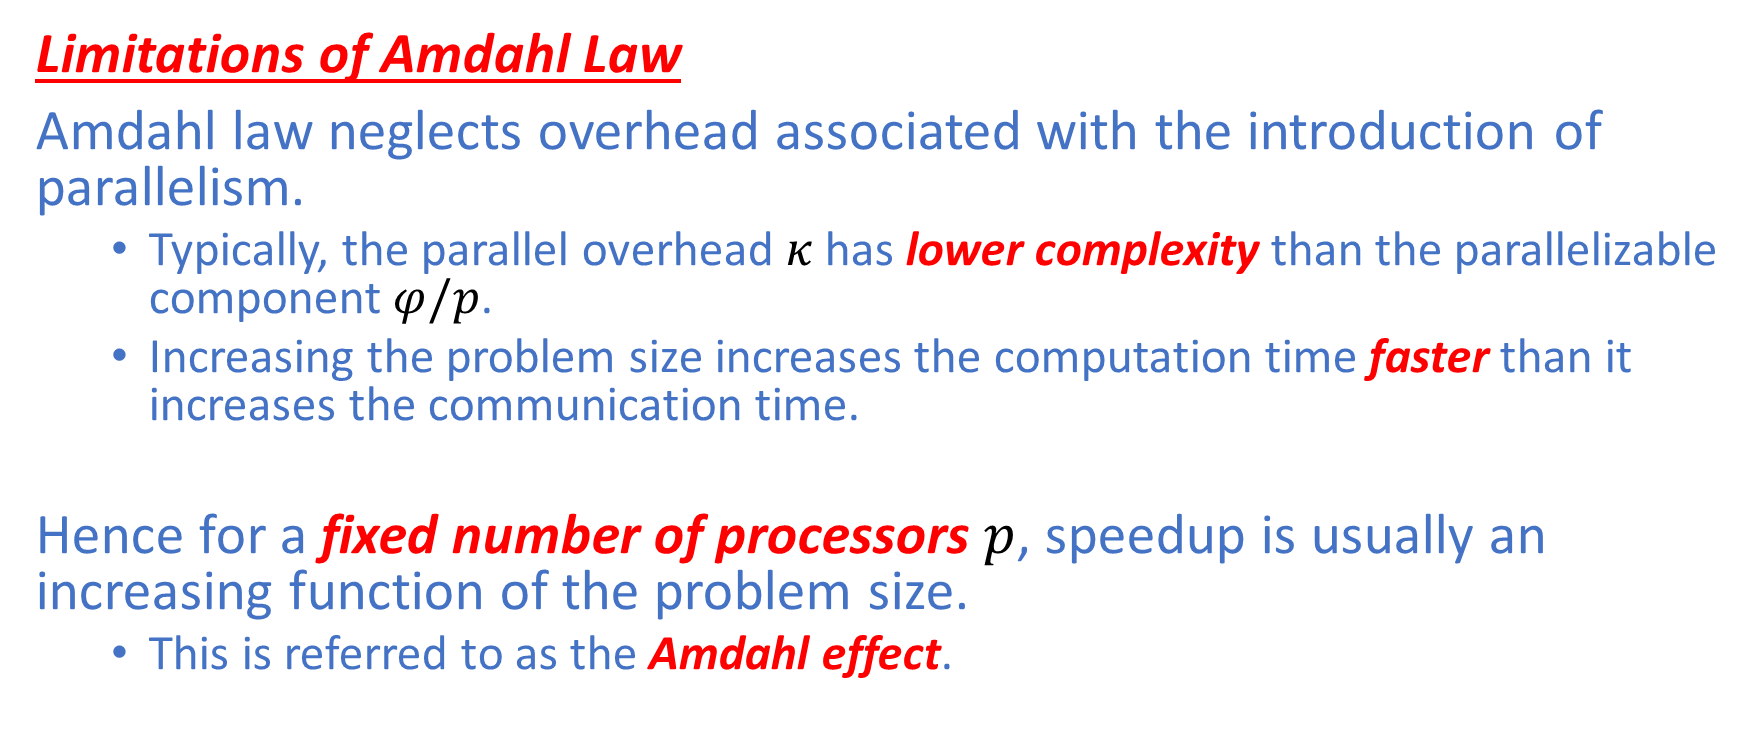 Limitations of Amdahl Law
Amdahl law neglects overhead associated with the introduction of
parallelism.
• Typically, the parallel overhead κ has lower complexity than the parallelizable
component φ/p.
• Increasing the problem size increases the computation time faster than it
increases the communication time.
Hence for a fixed number of processors p, speedup is usually an
increasing function of the problem size.
• This is referred to as the Amdahl effect.